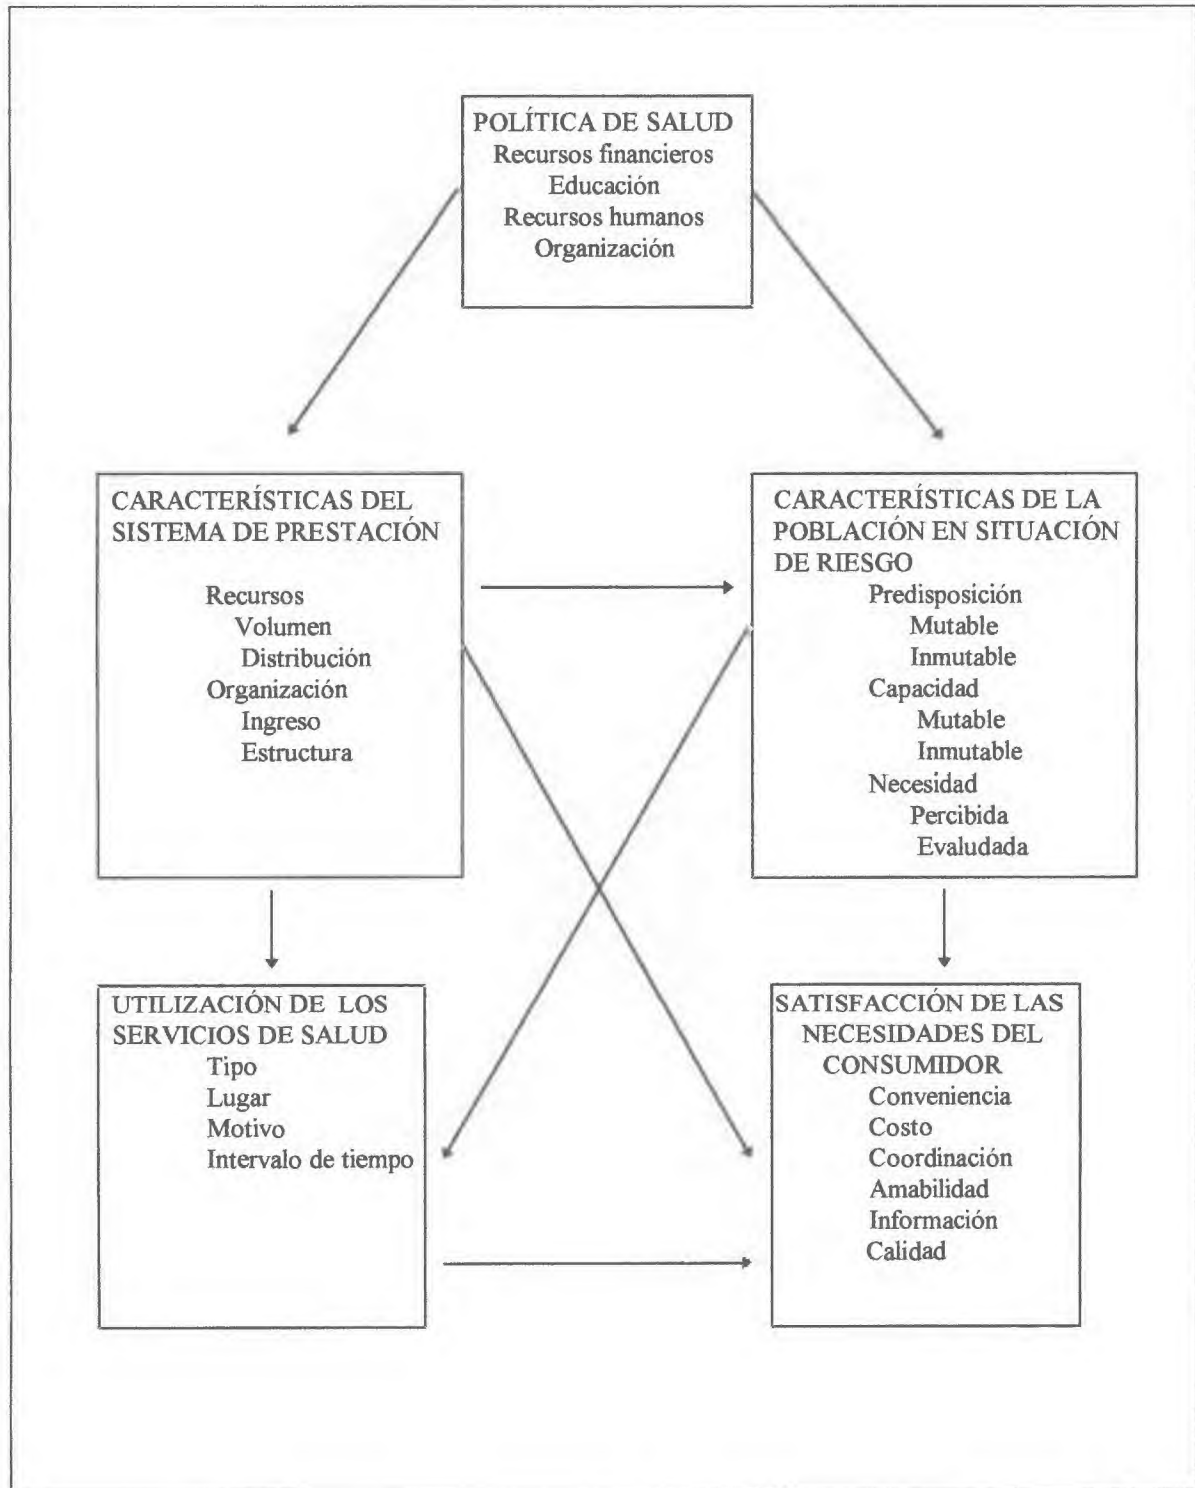 POLÍTICA DE SALUD
Recursos financieros
Educación
Recursos humanos
Organización
CARACTERÍSTICAS DEL
SISTEMA DE PRESTACIÓN
Recursos
Volumen
Distribución
Organización
Ingreso
Estructura
CARACTERÍSTICAS DE LA
POBLACIÓN EN SITUACIÓN
DE RIESGO
Predisposición
Mutable
Inmutable
Capacidad
Mutable
Inmutable
Necesidad
Percibida
Evaludada
UTILIZACIÓN DE LOS
SERVICIOS DE SALUD
Tipo
Lugar
Motivo
Intervalo de tiempo
SATISFACCIÓN DE LAS
NECESIDADES DEL
CONSUMIDOR
Conveniencia
Costo
Coordinación
Amabilidad
Información
Calidad